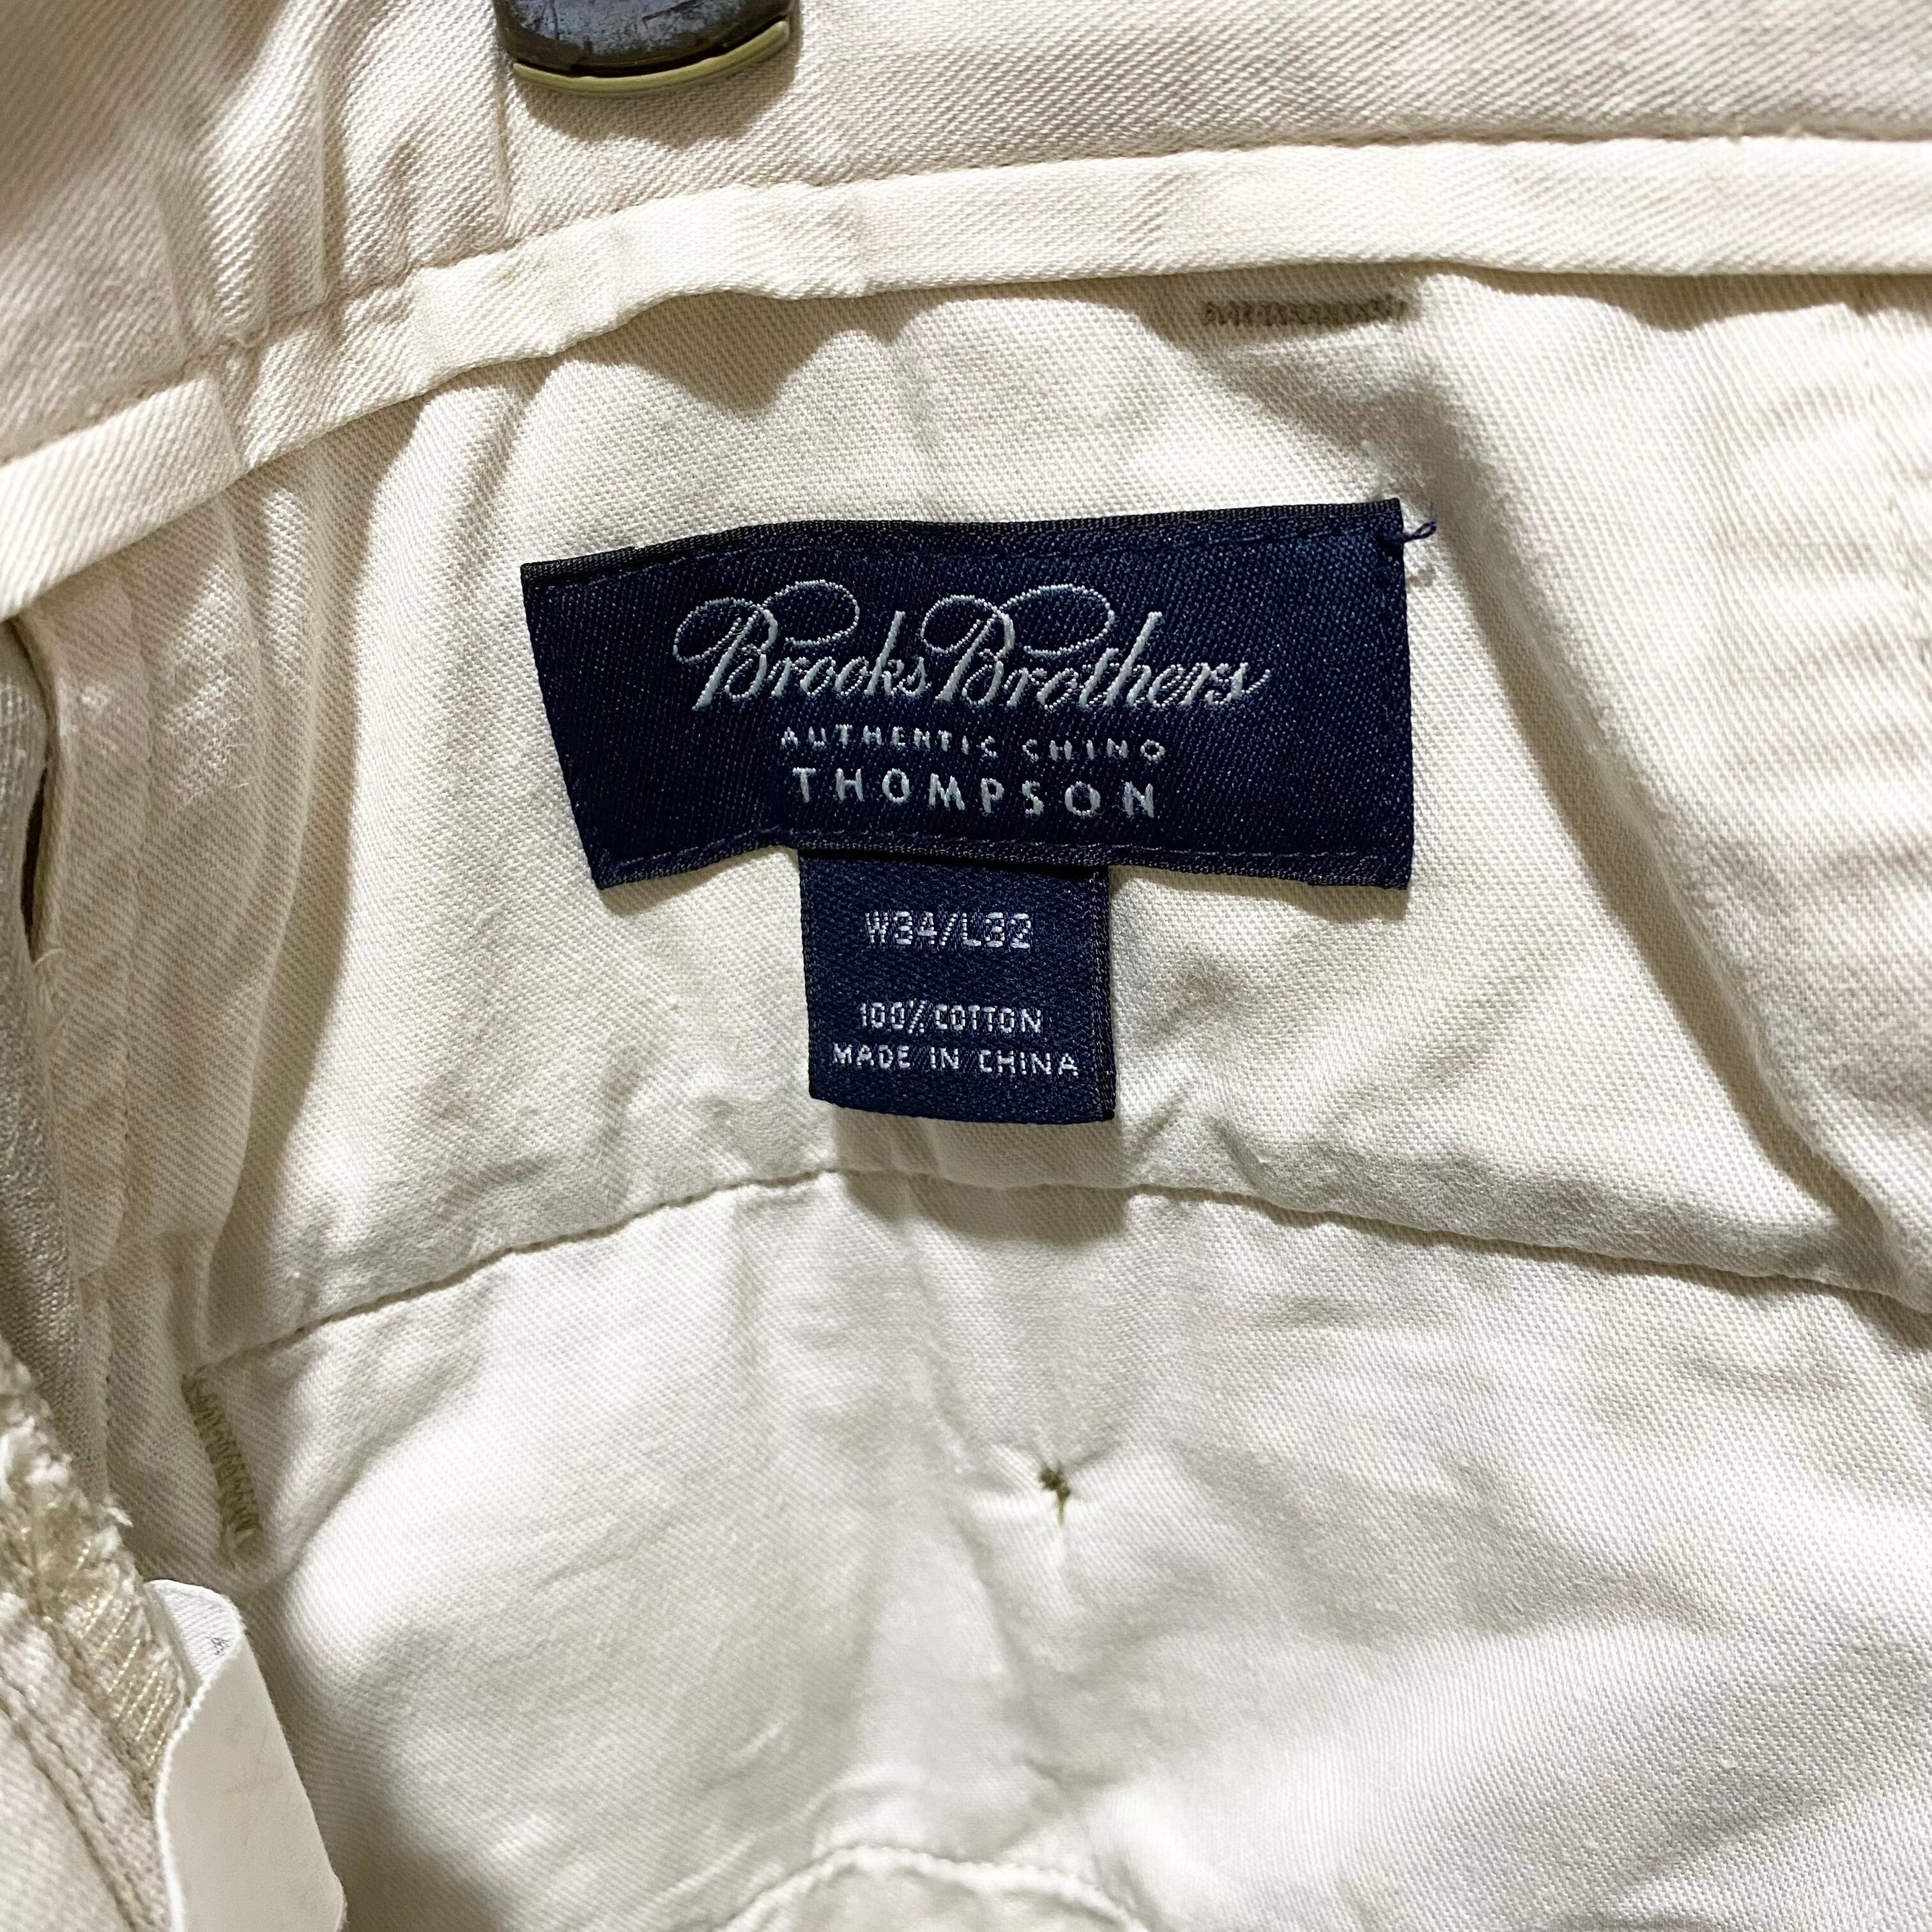 Brooks Brothers
AUTHENTIC CHINO
THOMPSON
W34/L32
100% COTTON
MADE IN CHINA